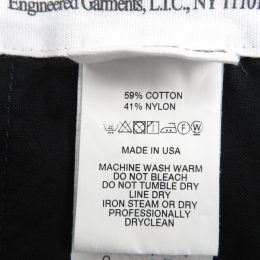 Engineered Garments, L.I.C., NY 11101
59% COTTON
41% NYLON
MADE IN USA
MACHINE WASH WARM
DO NOT BLEACH
DO NOT TUMBLE DRY
LINE DRY
IRON STEAM OR DRY
PROFESSIONALLY
DRYCLEAN